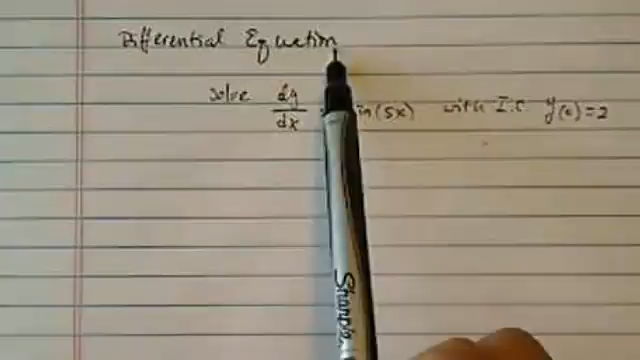 Differential Equation
Solve dy/dx in(5x) with I.C y(0)=2
Sharpie